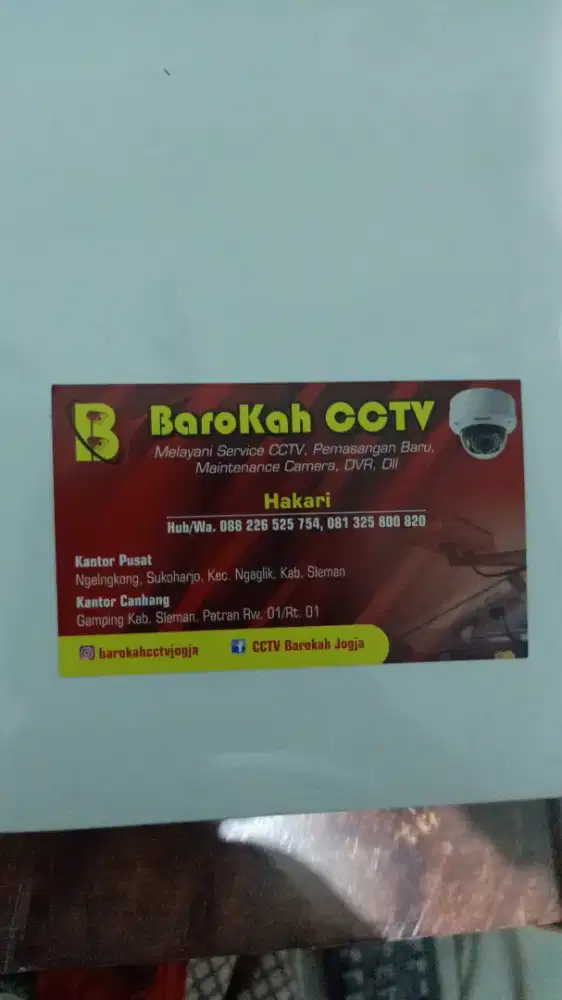 B
BaroKah CCTV
Melayani Service CCTV, Pemasangan Baru,
Maintenance Camera, DVR, Dll
Hakari
Hub/Wa. 088 226 525 754, 081 325 800 820
Kantor Pusat
Ngelngkong, Sukoharjo, Kec. Ngaglik, Kab. Sleman
Kantor Canbang
Gamping Kab. Sleman. Patran Rw. 01/Rt. 01
barokahcctvjogja
CCTV Barokah Jogja